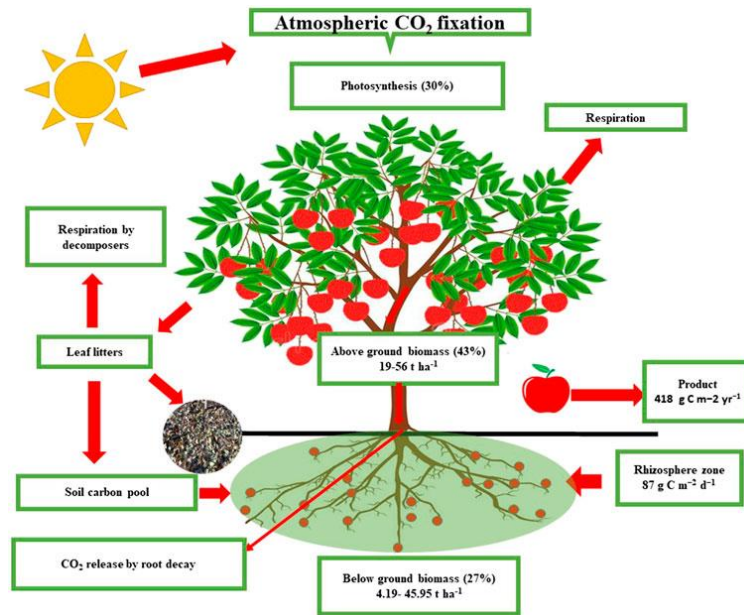 Atmospheric CO₂ fixation
Photosynthesis (30%)
Respiration
Respiration by
decomposers
Leaf litters
Above ground biomass (43%)
19-56 t ha⁻¹
Product
418 g C m−2 yr⁻¹
Soil carbon pool
Rhizosphere zone
87 g C m⁻² d⁻¹
CO₂ release by root decay
Below ground biomass (27%)
4.19- 45.95 t ha⁻¹